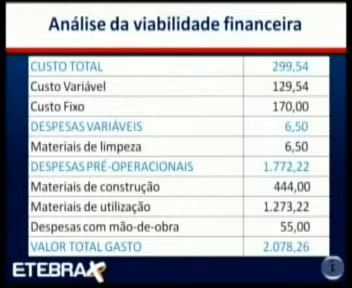 Análise da viabilidade financeira
CUSTO TOTAL 299,54
Custo Variável 129,54
Custo Fixo 170,00
DESPESAS VARIÁVEIS 6,50
Materiais de limpeza 6,50
DESPESAS PRÉ-OPERACIONAIS 1.772,22
Materiais de construção 444,00
Materiais de utilização 1.273,22
Despesas com mão-de-obra 55,00
VALOR TOTAL GASTO 2.078,26
ETEBRAX